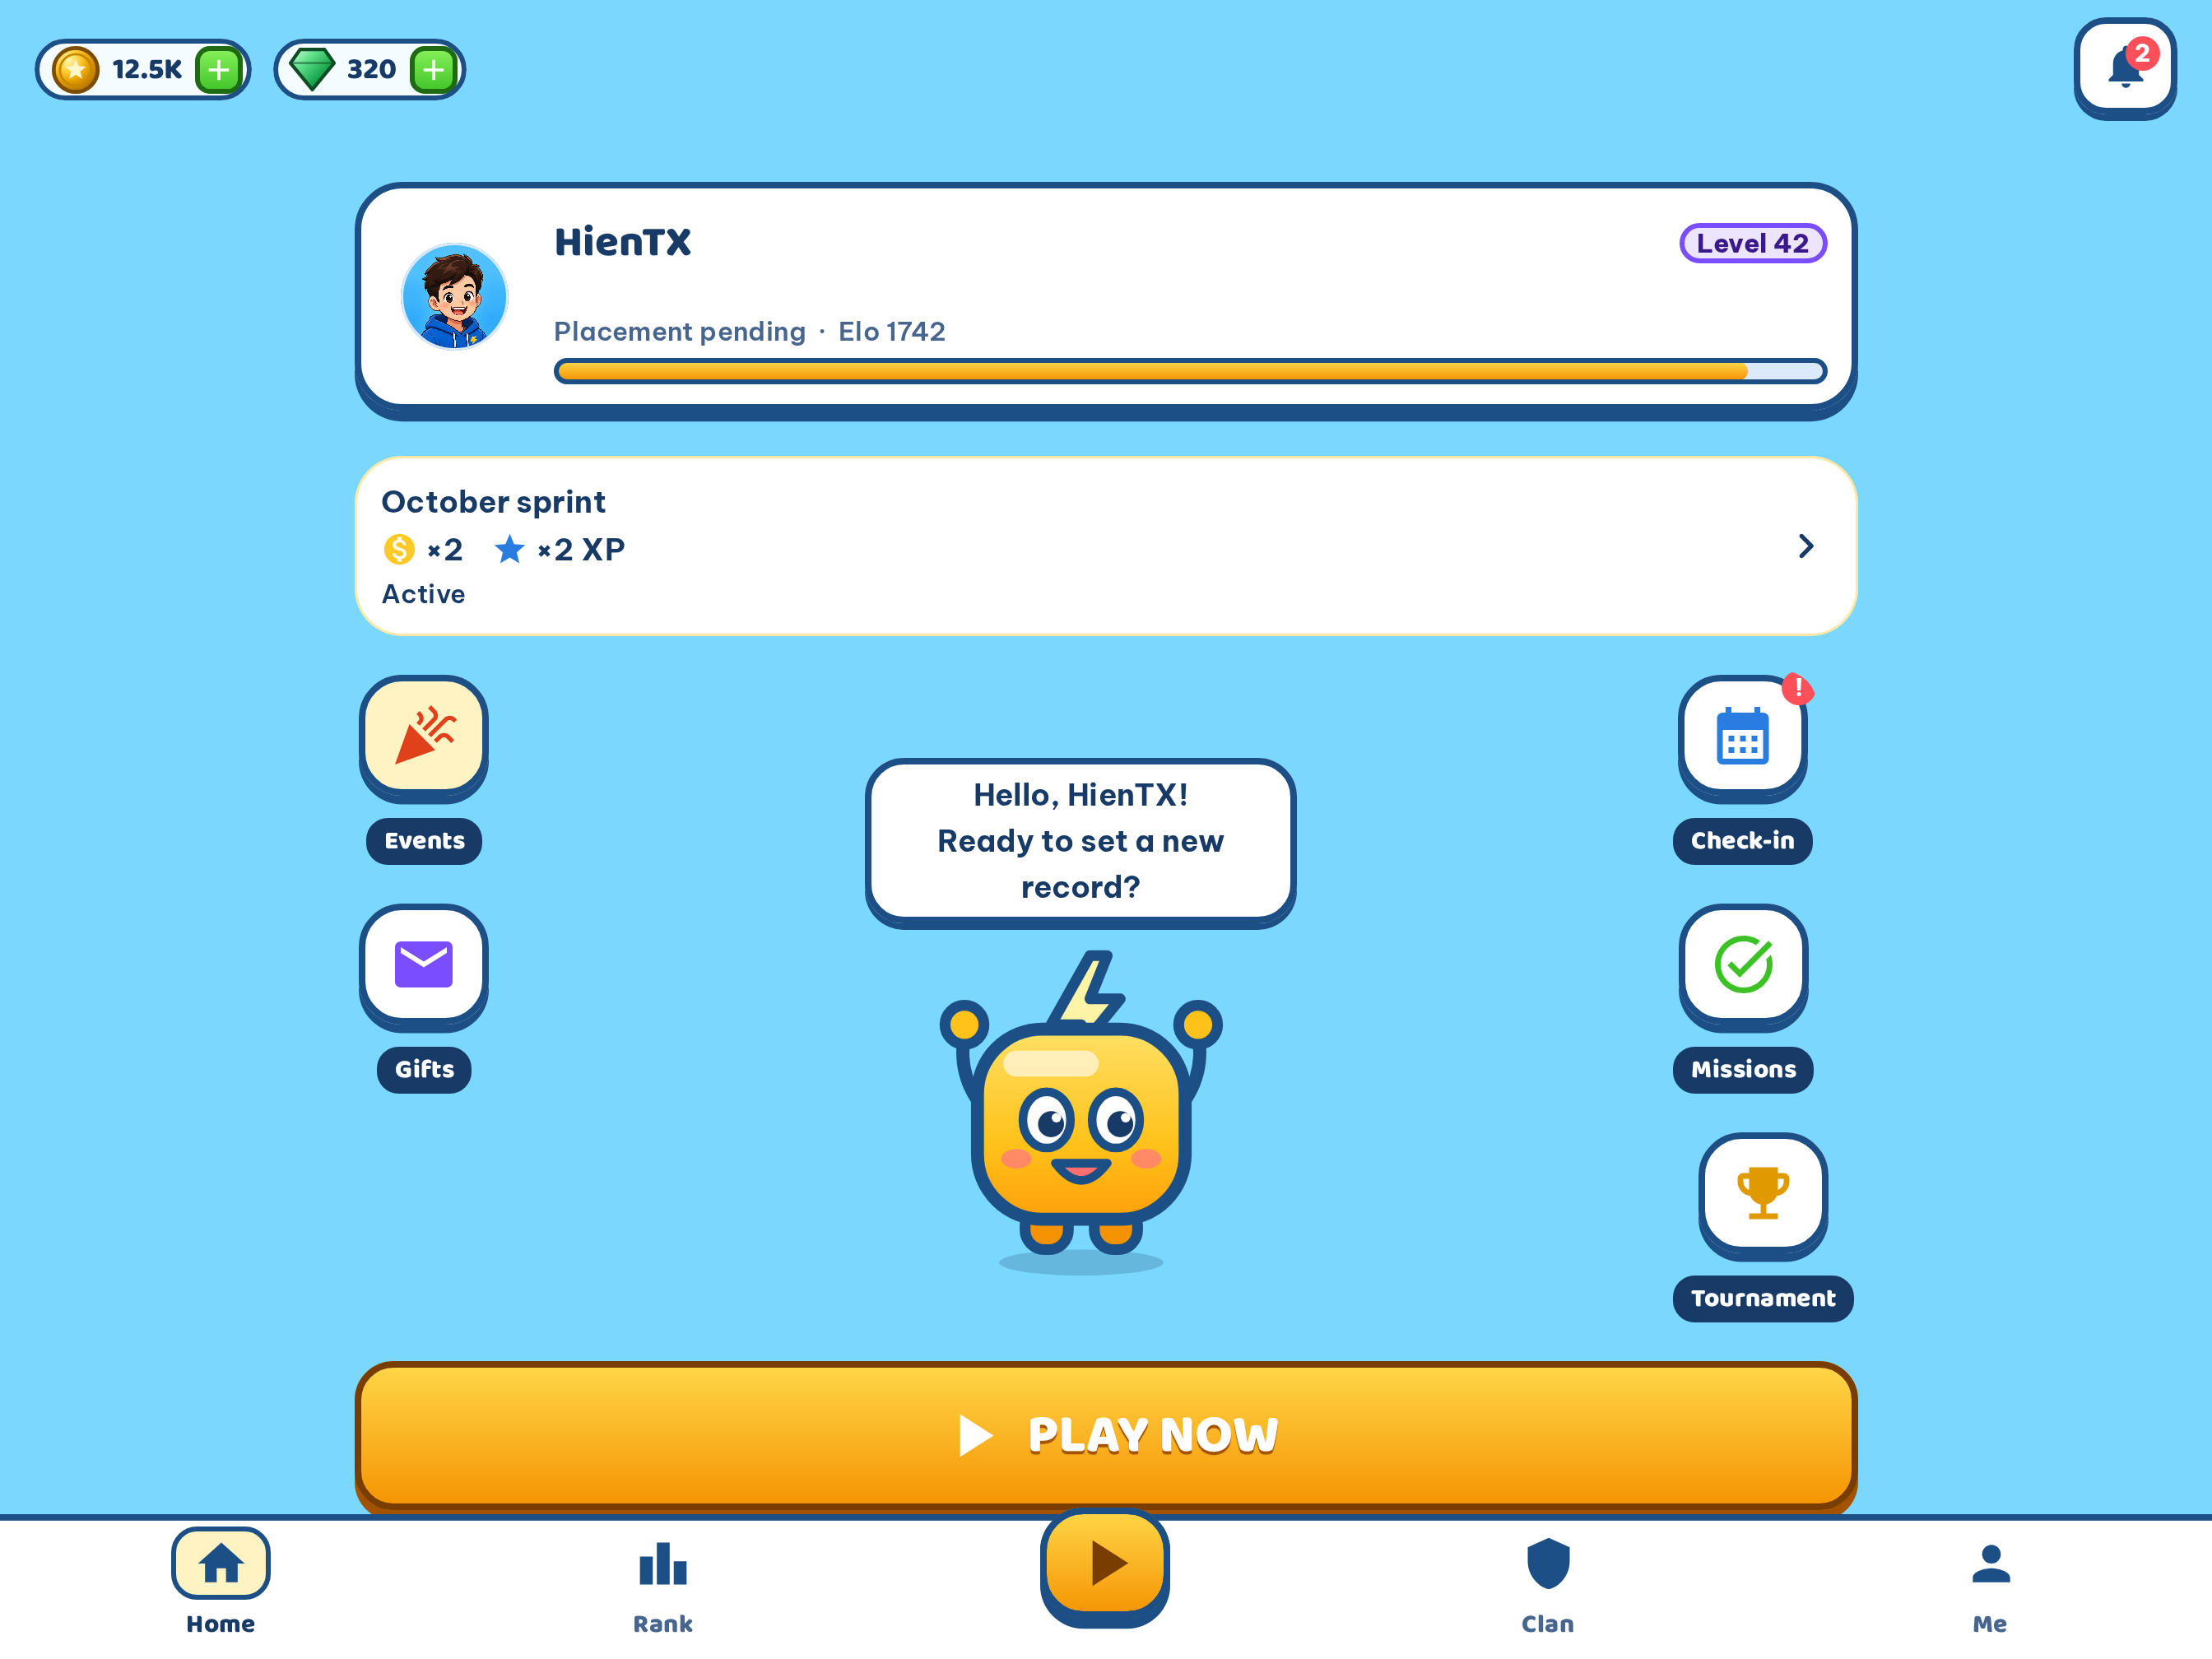 12.5K
320
2
HienTX
Level 42
Placement pending · Elo 1742
October sprint
×2 ×2 XP
Active
!
Events
Check-in
Hello, HienTX!
Ready to set a new
record?
Gifts
Missions
Tournament
PLAY NOW
Home
Rank
Clan
Me